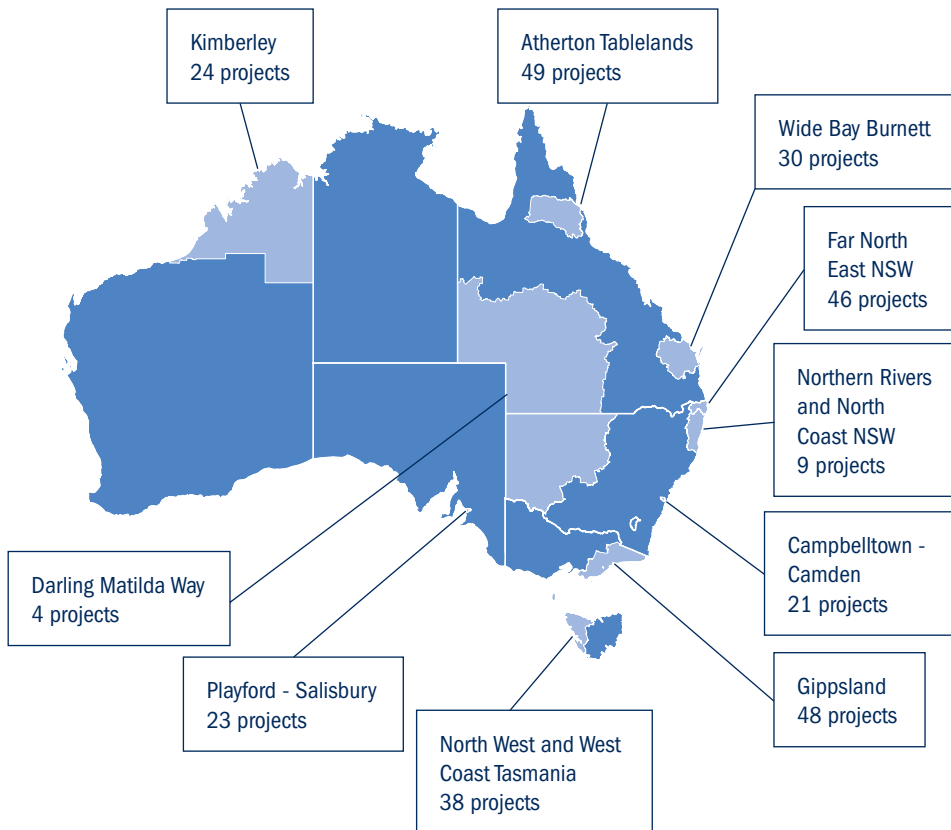 Kimberley
24 projects
Atherton Tablelands
49 projects
Wide Bay Burnett
30 projects
Far North
East NSW
46 projects
Northern Rivers
and North
Coast NSW
9 projects
Campbelltown -
Camden
21 projects
Darling Matilda Way
4 projects
Playford - Salisbury
23 projects
Gippsland
48 projects
North West and West
Coast Tasmania
38 projects